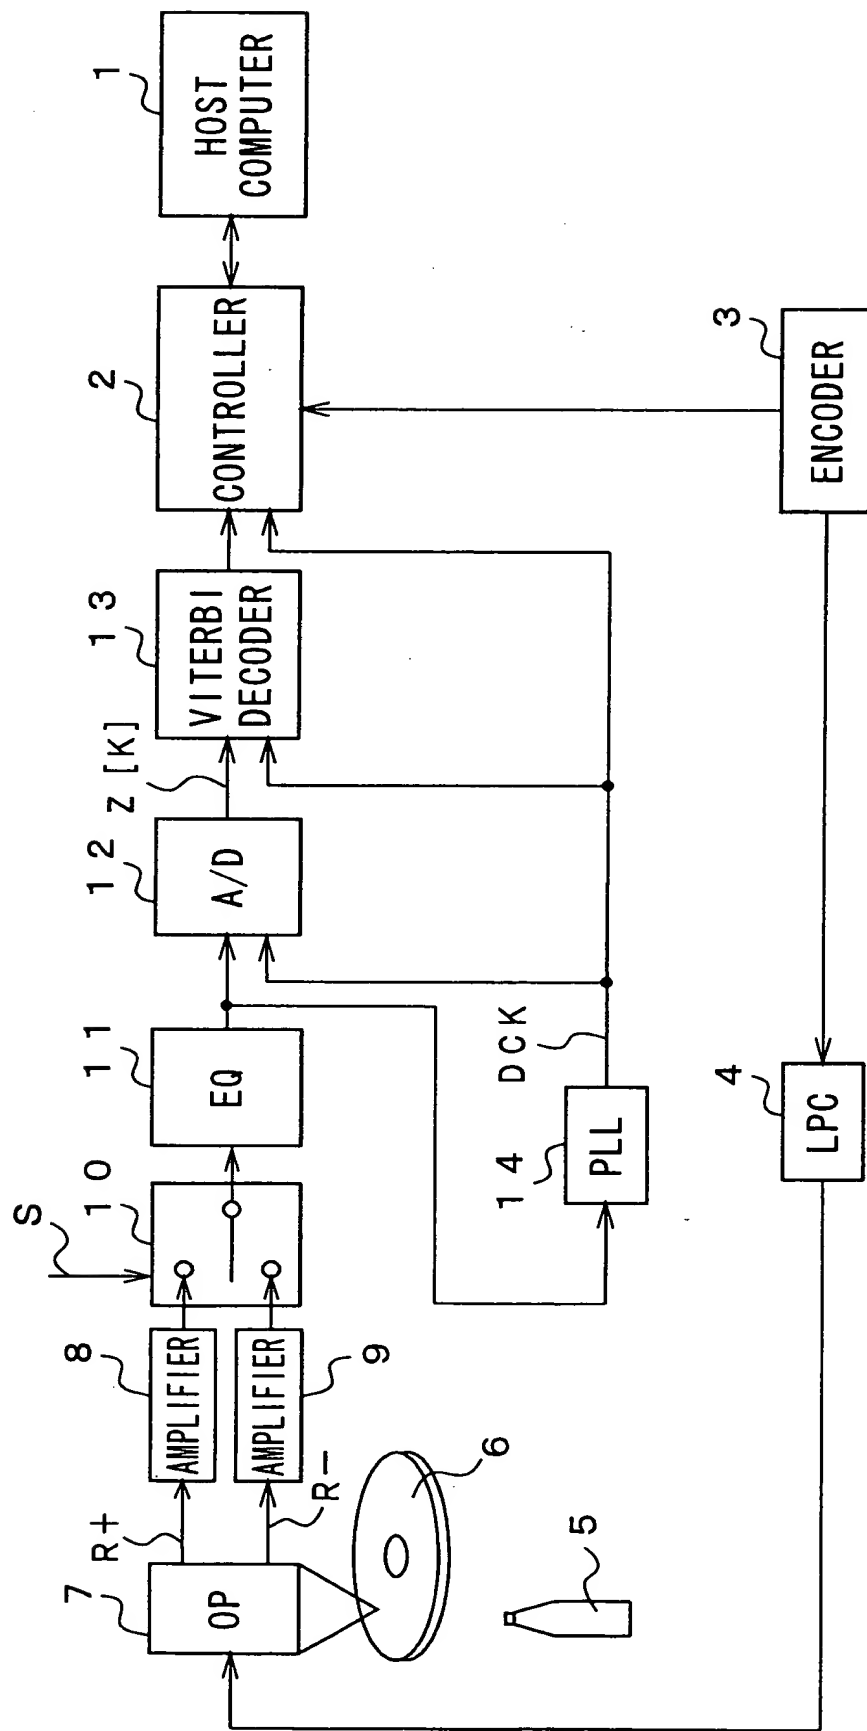 1
HOST
COMPUTER
2
CONTROLLER
3
ENCODER
13
VITERBI
DECODER
Z [K]
12
A/D
11
EQ
DCK
14
PLL
4
LPC
S
10
8
AMPLIFIER
AMPLIFIER
9
R+
R-
7
OP
6
5